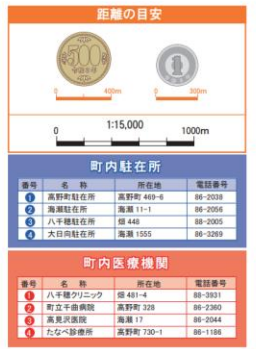 距離の目安
500
1
0 400m
0 300m
1:15,000
0 1000m
町内駐在所
番号 名 称 所在地 電話番号
1 高野町駐在所 高野町 469-6 86-2038
2 海瀬駐在所 海瀬 11-1 86-2056
3 八千穂駐在所 畑 448 88-2005
4 大日向駐在所 海瀬 1555 86-3269
町内医療機関
番号 名 称 所在地 電話番号
1 八千穂クリニック 畑 481-4 88-3931
2 町立千曲病院 高野町 328 86-2360
3 高見沢医院 海瀬 17 86-2044
4 たなべ診療所 高野町 730-1 86-1186